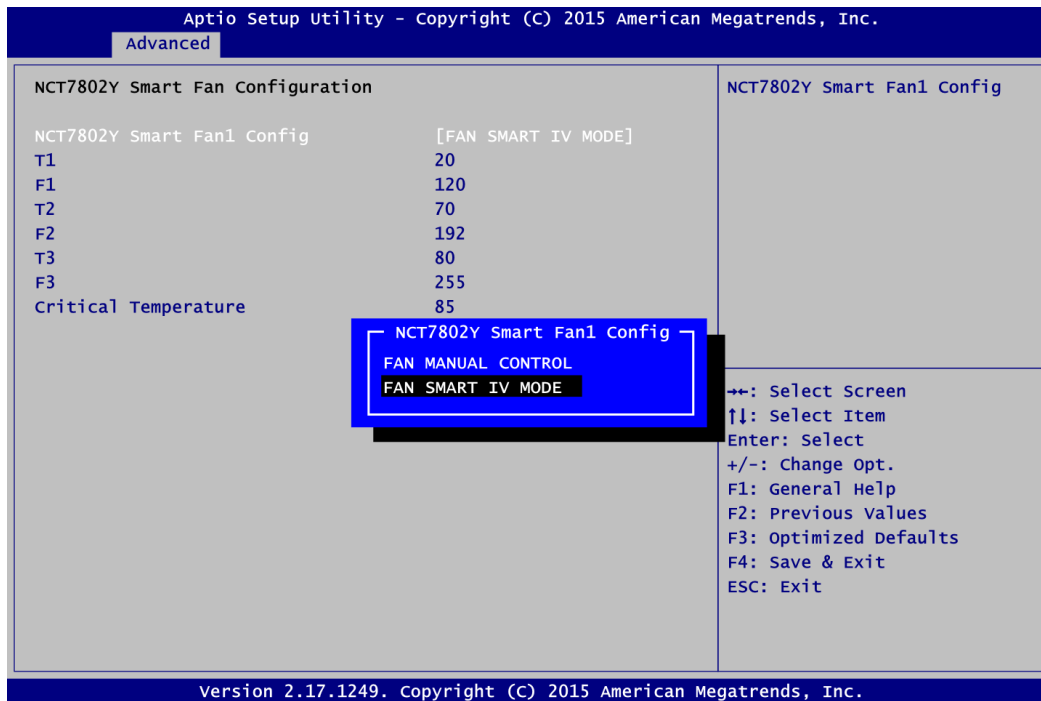 Aptio Setup Utility – Copyright (C) 2015 American Megatrends, Inc.
Advanced
NCT7802Y Smart Fan Configuration
NCT7802Y Smart Fan1 Config [FAN SMART IV MODE]
T1 20
F1 120
T2 70
F2 192
T3 80
F3 255
Critical Temperature 85
NCT7802Y Smart Fan1 Config
FAN MANUAL CONTROL
FAN SMART IV MODE
NCT7802Y Smart Fan1 Config
→←: Select Screen
↑↓: Select Item
Enter: Select
+/-: Change Opt.
F1: General Help
F2: Previous Values
F3: Optimized Defaults
F4: Save & Exit
ESC: Exit
Version 2.17.1249. Copyright (C) 2015 American Megatrends, Inc.